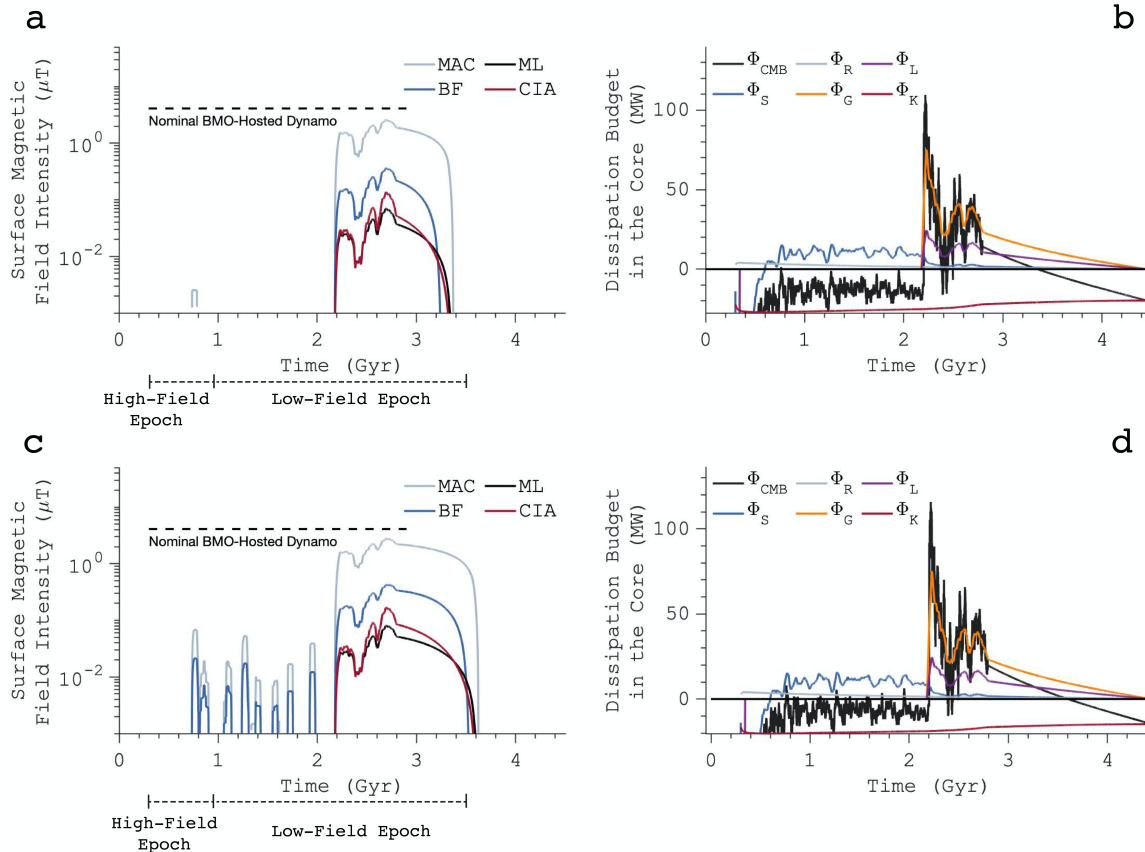 a
Surface Magnetic
Field Intensity (μT)
10⁰
10⁻²
MAC ML
BF CIA
Nominal BMO-Hosted Dynamo
0 1 2 3 4
Time (Gyr)
High-Field
Epoch
Low-Field Epoch
b
Dissipation Budget
in the Core (MW)
100
50
0
Φ_CMB Φ_R Φ_L
Φ_S Φ_G Φ_K
0 1 2 3 4
Time (Gyr)
c
Surface Magnetic
Field Intensity (μT)
10⁰
10⁻²
MAC ML
BF CIA
Nominal BMO-Hosted Dynamo
0 1 2 3 4
Time (Gyr)
High-Field
Epoch
Low-Field Epoch
d
Dissipation Budget
in the Core (MW)
100
50
0
Φ_CMB Φ_R Φ_L
Φ_S Φ_G Φ_K
0 1 2 3 4
Time (Gyr)